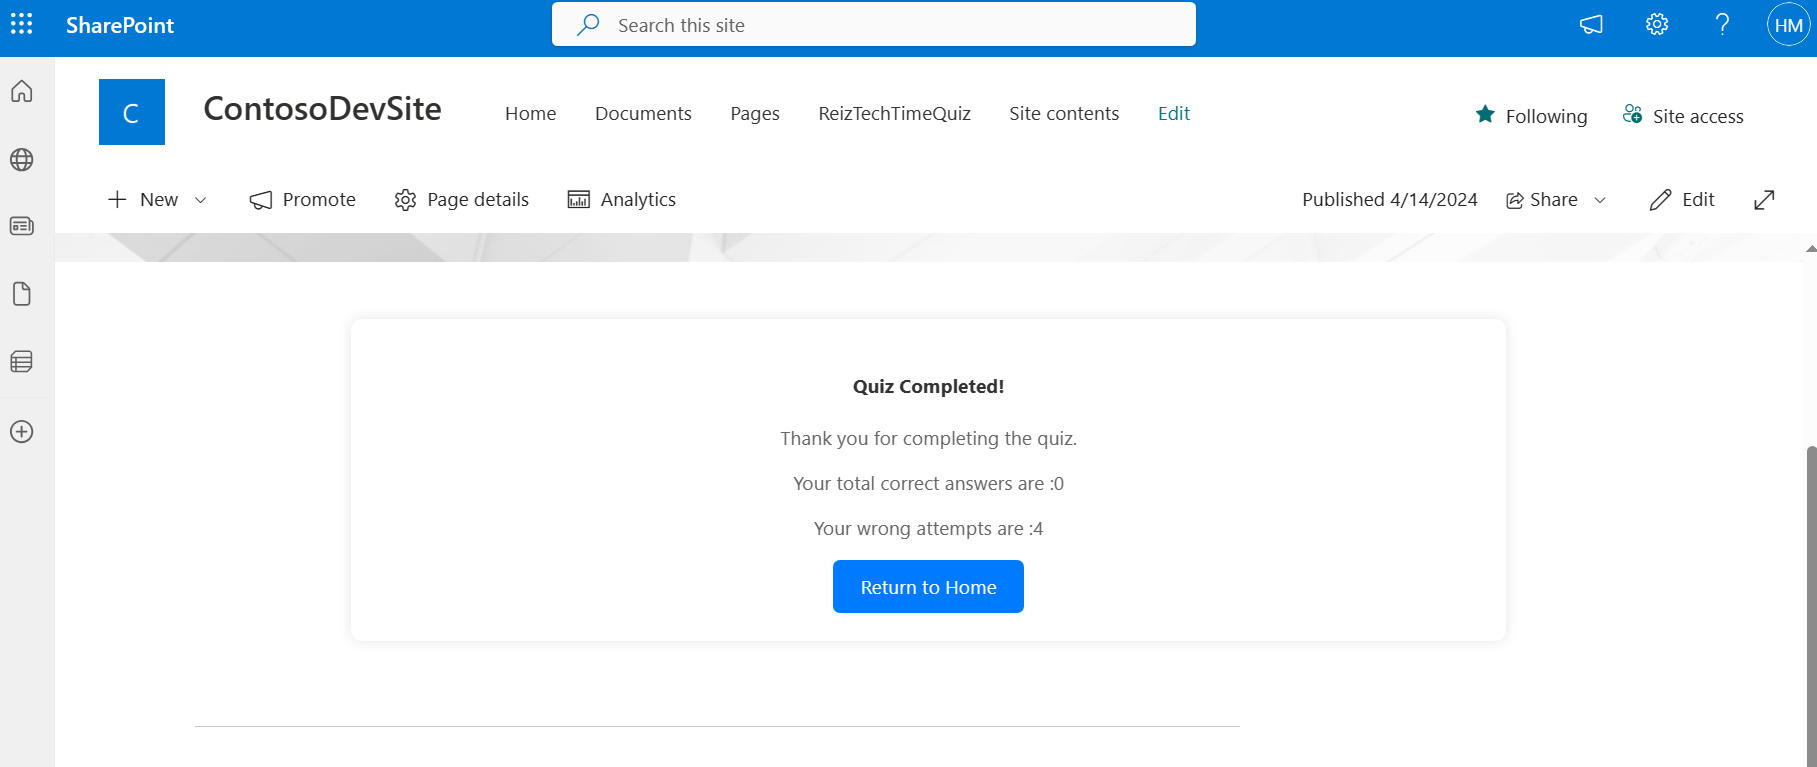 SharePoint
Search this site
HM
C
ContosoDevSite
Home Documents Pages ReizTechTimeQuiz Site contents Edit
Following Site access
New Promote Page details Analytics
Published 4/14/2024 Share Edit
Quiz Completed!
Thank you for completing the quiz.
Your total correct answers are :0
Your wrong attempts are :4
Return to Home